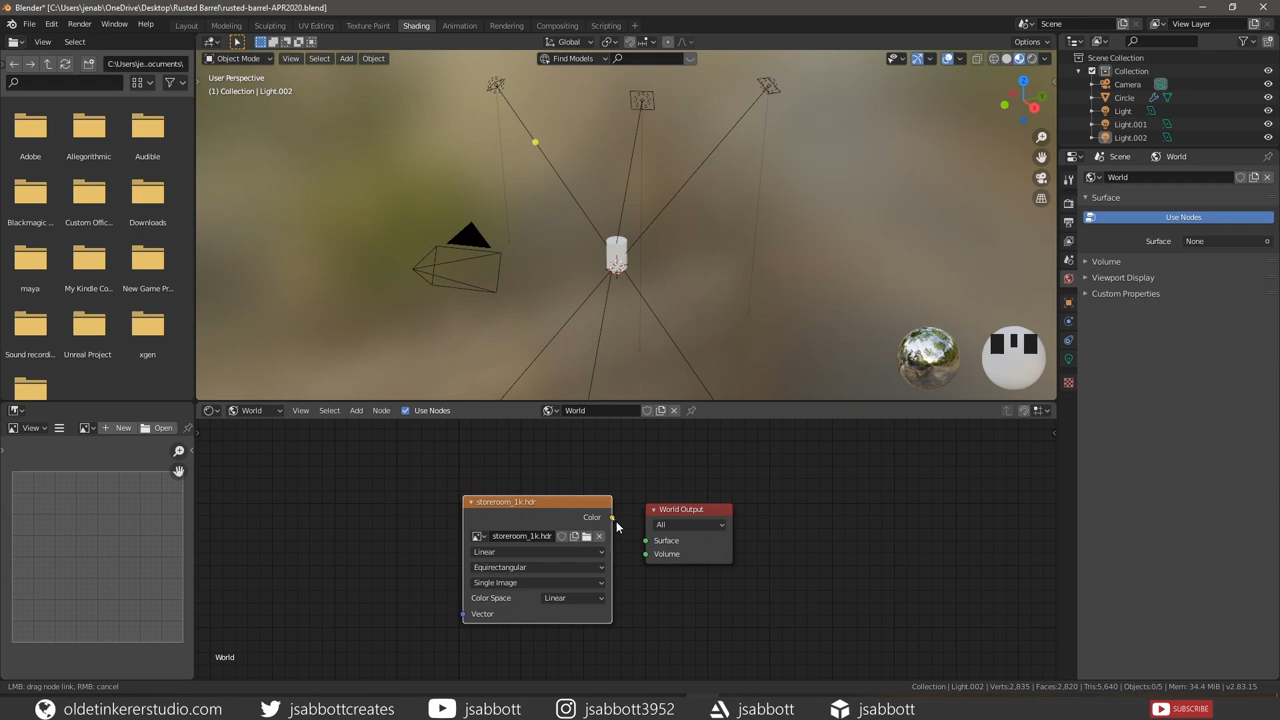 Blender* [C:\Users\jenab\OneDrive\Desktop\Rusted Barrel\rusted-barrel-APR2020.blend]
File Edit Render Window Help Layout Modeling Sculpting UV Editing Texture Paint Shading Animation Rendering Compositing Scripting + Scene View Layer
View Select Global Options
C:\Users\je...ocuments\ Object Mode View Select Add Object Find Models
User Perspective
(1) Collection | Light.002
Adobe Allegorithmic Audible
Blackmagic ... Custom Offic... Downloads
maya My Kindle Co... New Game Pr...
Sound recordi... Unreal Project xgen
Scene Collection
Collection
Camera
Circle
Light
Light.001
Light.002
Scene World
World
Surface
Use Nodes
Surface None
Volume
Viewport Display
Custom Properties
World View Select Add Node Use Nodes World
View New Open
storeroom_1k.hdr
Color
storeroom_1k.hdr
Linear
Equirectangular
Single Image
Color Space Linear
Vector
World Output
All
Surface
Volume
World
LMB: drag node link, RMB: cancel
Collection | Light.002 | Verts:2,835 | Faces:2,820 | Tris:5,640 | Objects:0/5 | Mem: 34.4 MiB | v2.83.15
oldetinkererstudio.com jsabbottcreates jsabbott jsabbott3952 jsabbott jsabbott SUBSCRIBE